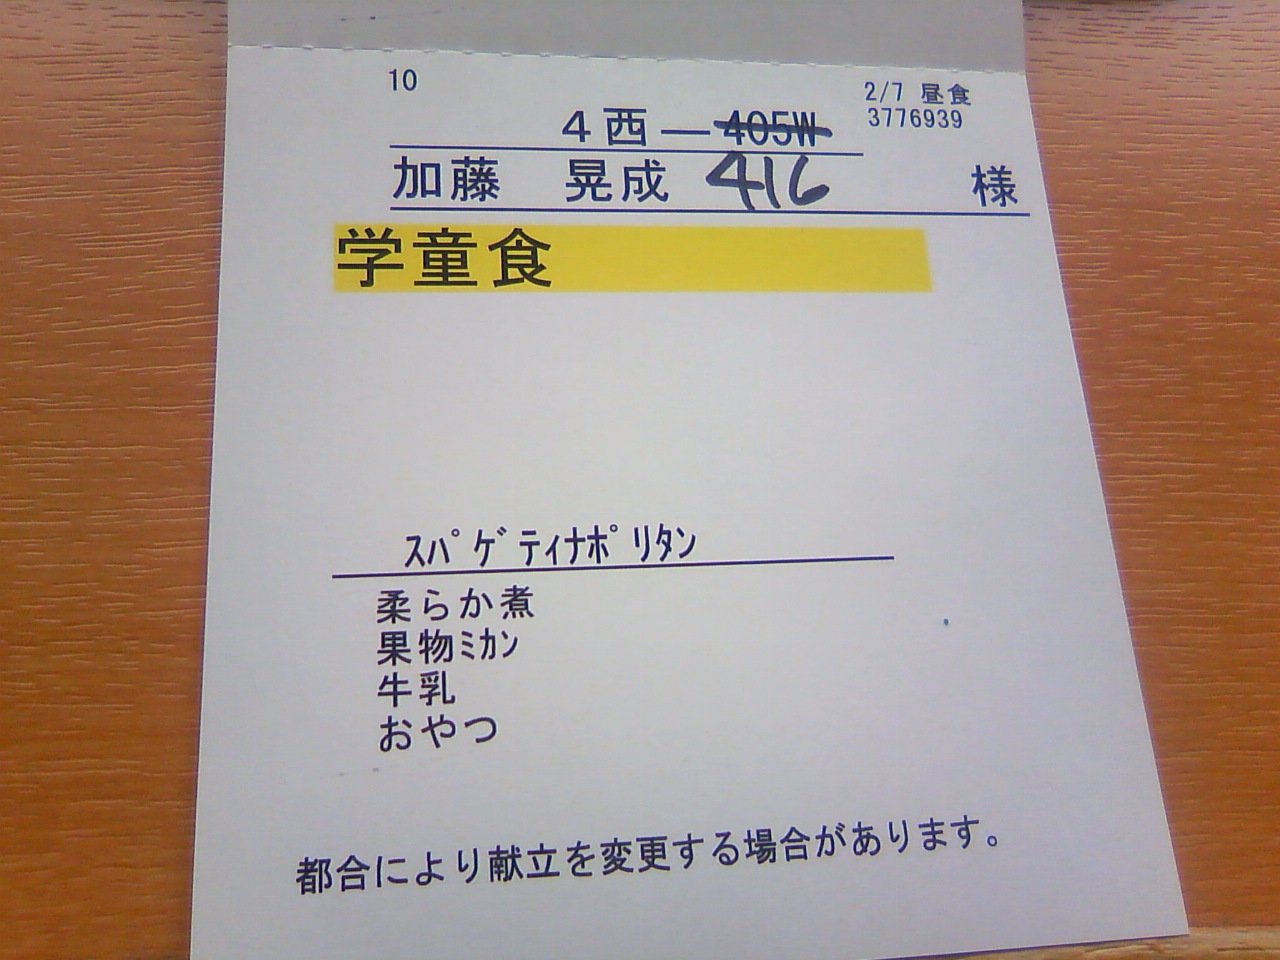 10
2/7 昼食
3776939
4西―405W
加藤 晃成 416 様
学童食
ｽﾊﾟｹﾞﾃｨﾅﾎﾟﾘﾀﾝ
柔らか煮
果物ﾐｶﾝ
牛乳
おやつ
都合により献立を変更する場合があります。